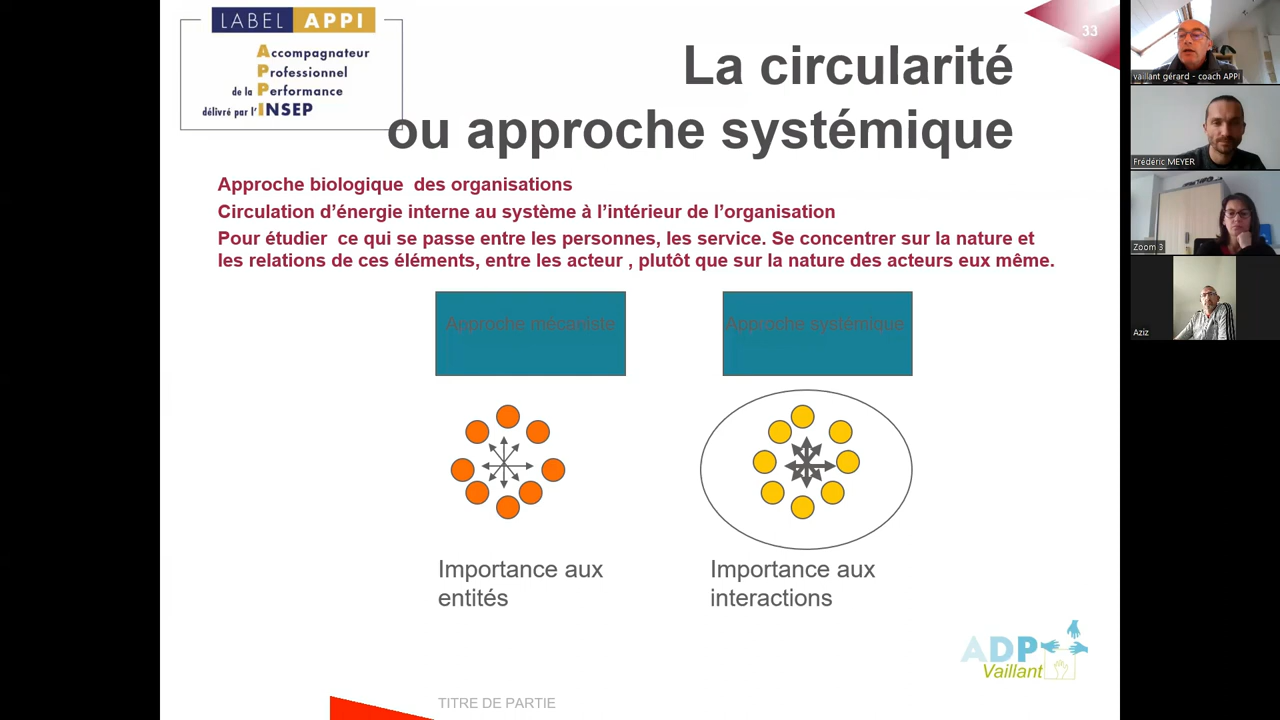 LABEL APPI
Accompagnateur
Professionnel
de la Performance
délivré par l'INSEP
33
La circularité
ou approche systémique
Approche biologique des organisations
Circulation d’énergie interne au système à l’intérieur de l’organisation
Pour étudier ce qui se passe entre les personnes, les service. Se concentrer sur la nature et
les relations de ces éléments, entre les acteur , plutôt que sur la nature des acteurs eux même.
Approche mécaniste
Approche systémique
Importance aux
entités
Importance aux
interactions
ADP
Vaillant
TITRE DE PARTIE
vaillant gérard - coach APPI
Frédéric MEYER
Zoom 3
Aziz